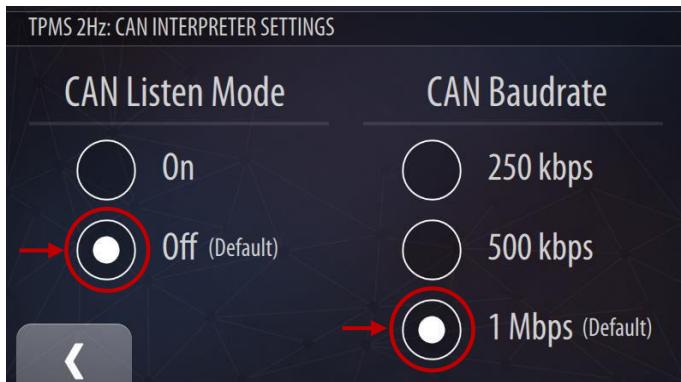 TPMS 2Hz: CAN INTERPRETER SETTINGS
CAN Listen Mode
On
Off (Default)
CAN Baudrate
250 kbps
500 kbps
1 Mbps (Default)